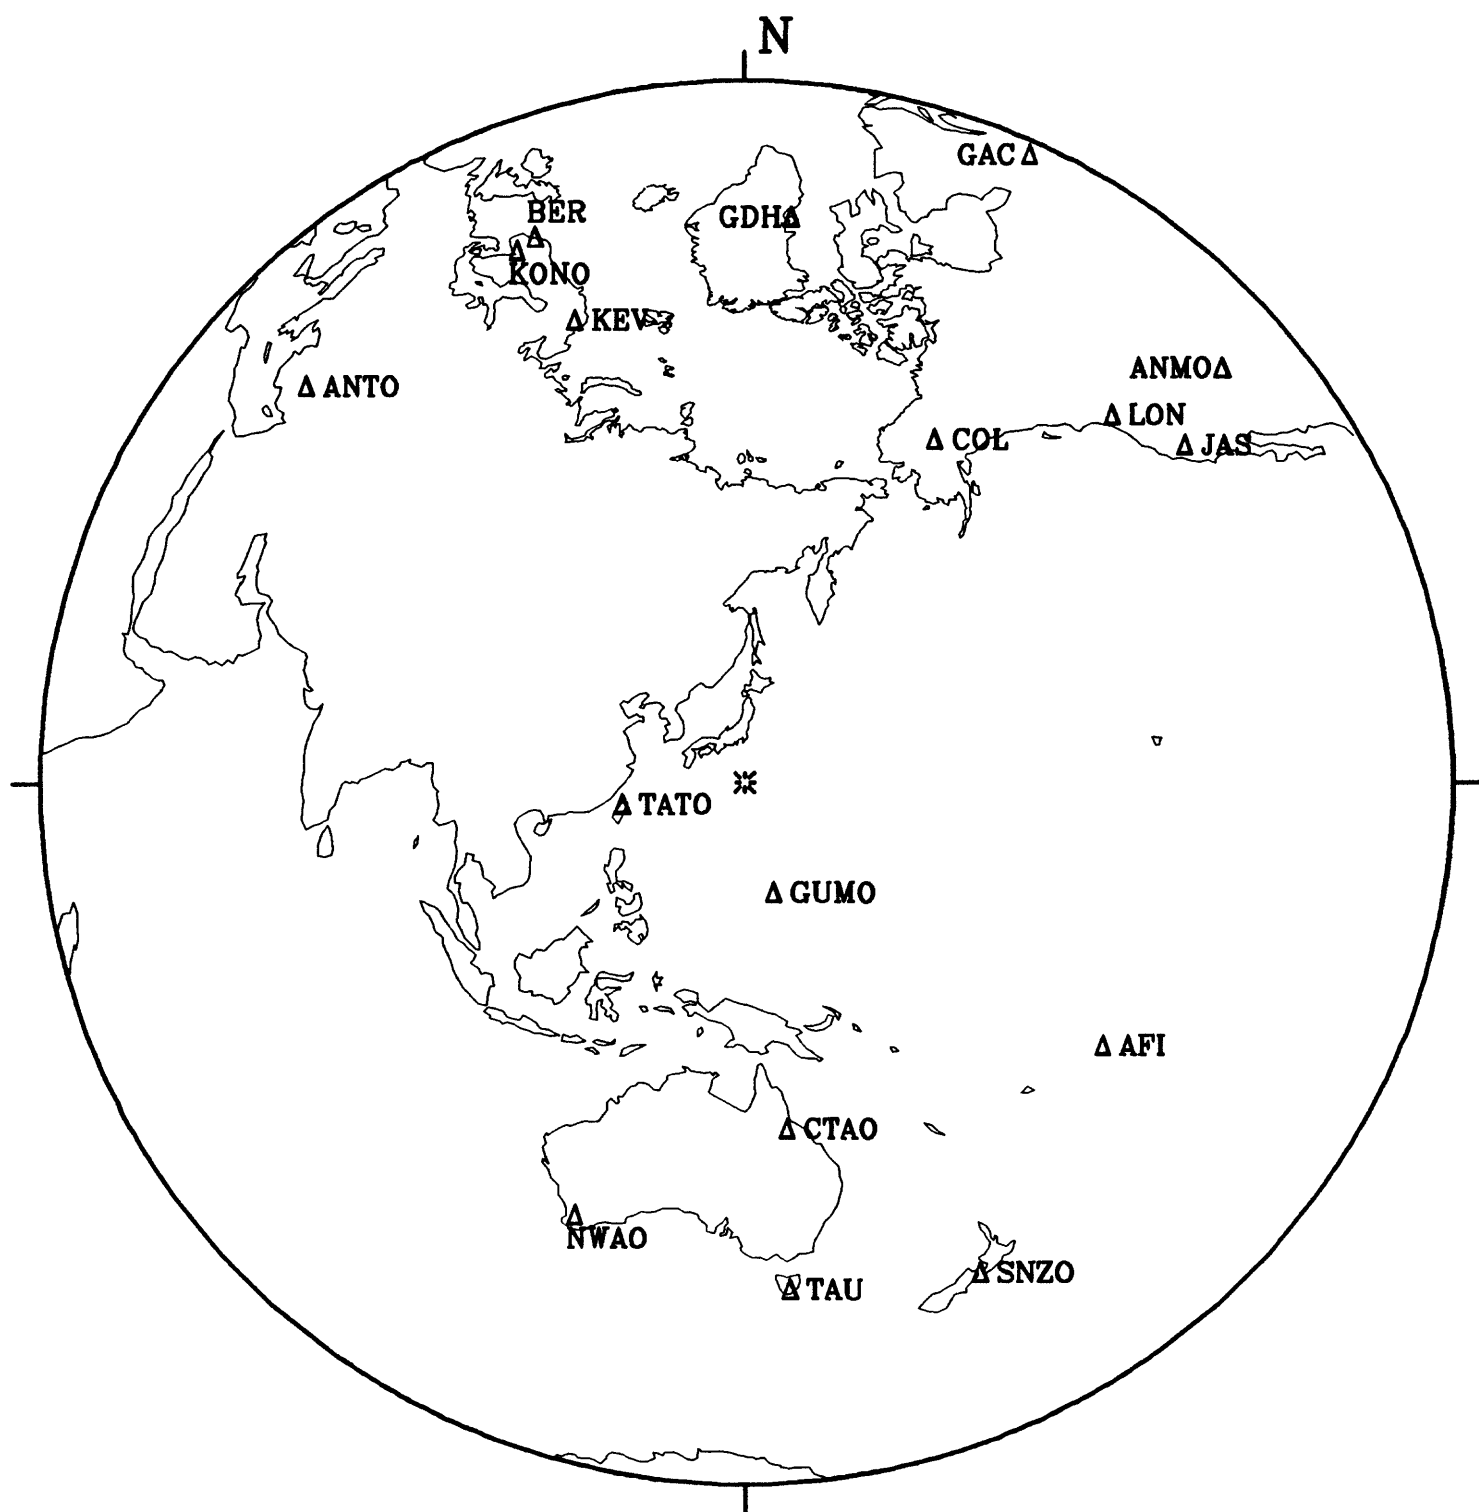 N
GAC
BER
GDH
KONO
KEV
ANMO
ANTO
LON
COL
JAS
TATO
GUMO
AFI
CTAO
NWAO
SNZO
TAU